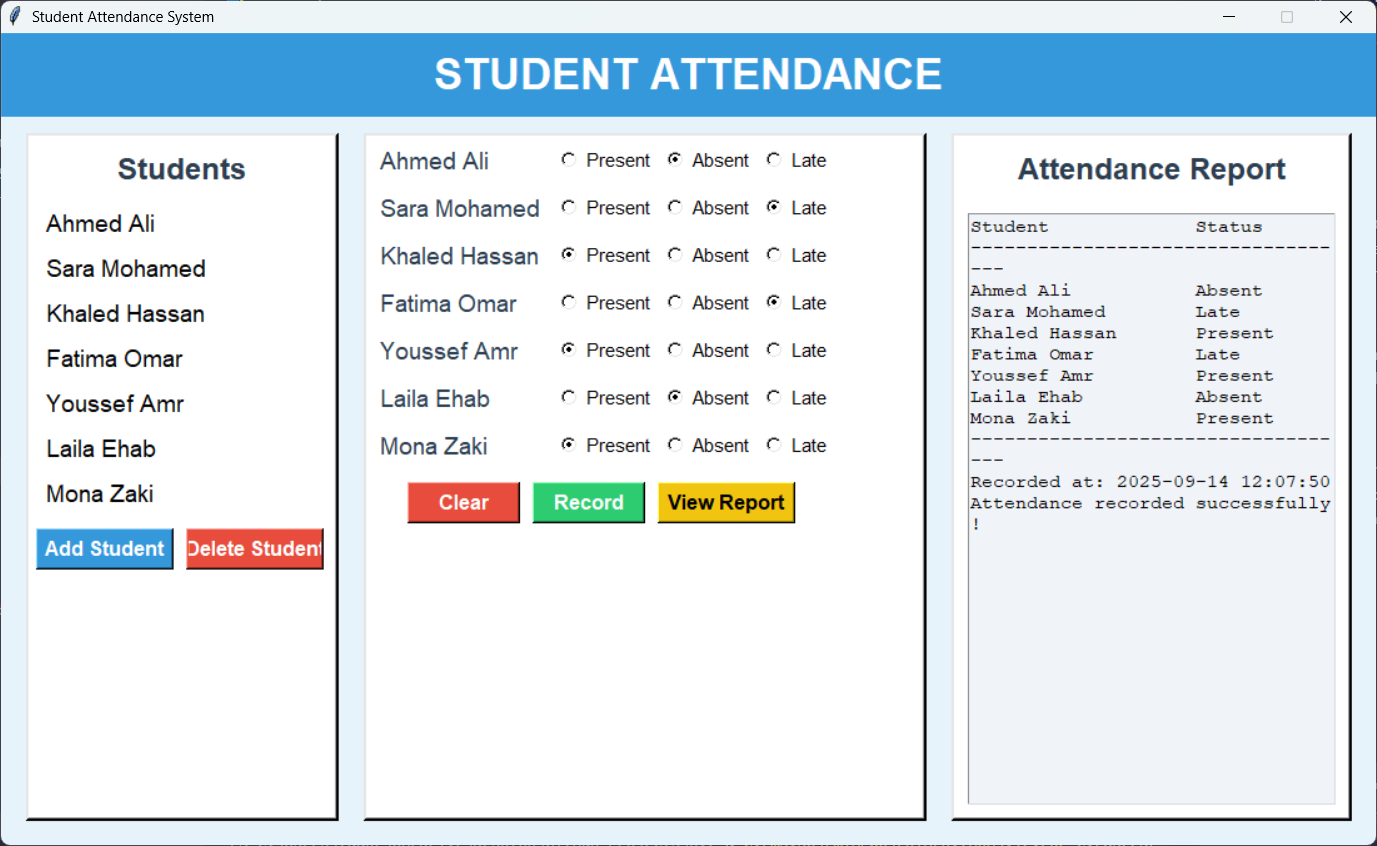 Student Attendance System
STUDENT ATTENDANCE
Students
Ahmed Ali
Sara Mohamed
Khaled Hassan
Fatima Omar
Youssef Amr
Laila Ehab
Mona Zaki
Add Student Delete Student
Ahmed Ali Present Absent Late
Sara Mohamed Present Absent Late
Khaled Hassan Present Absent Late
Fatima Omar Present Absent Late
Youssef Amr Present Absent Late
Laila Ehab Present Absent Late
Mona Zaki Present Absent Late
Clear Record View Report
Attendance Report
Student Status
--------------------------------
---
Ahmed Ali Absent
Sara Mohamed Late
Khaled Hassan Present
Fatima Omar Late
Youssef Amr Present
Laila Ehab Absent
Mona Zaki Present
--------------------------------
---
Recorded at: 2025-09-14 12:07:50
Attendance recorded successfully
!